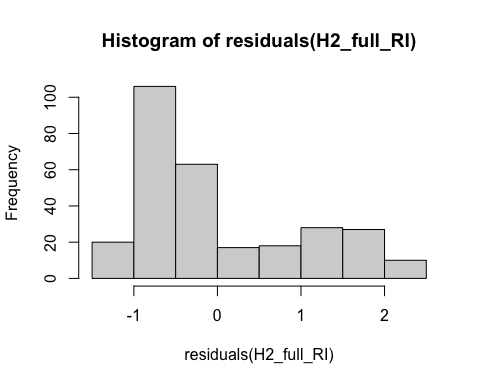 Histogram of residuals(H2_full_RI)
Frequency
100
80
60
40
20
0
-1 0 1 2
residuals(H2_full_RI)